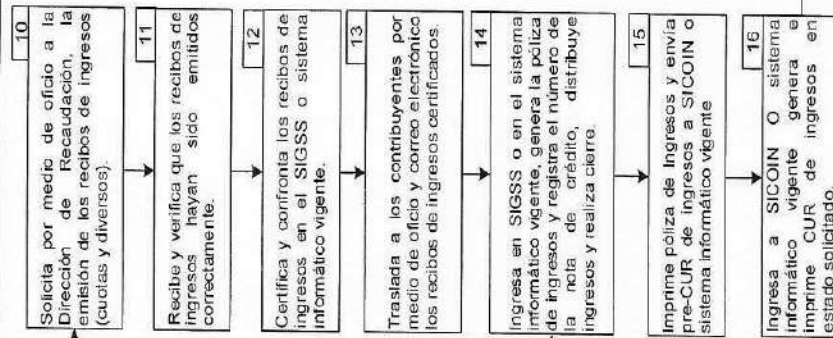 10
Solicita por medio de oficio a la
Dirección de Recaudación, la
emisión de los recibos de ingresos
(cuotas y diversos).
11
Recibe y verifica que los recibos de
ingresos hayan sido emitidos
correctamente.
12
Certifica y confronta los recibos de
ingresos en el SIGSS o sistema
informático vigente.
13
Traslada a los contribuyentes por
medio de oficio y correo electrónico
los recibos de ingresos certificados.
14
Ingresa en SIGSS o en el sistema
informático vigente, genera la póliza
de ingresos y registra el número de
la nota de crédito, distribuye
ingresos y realiza cierre.
15
Imprime póliza de Ingresos y envía
pre-CUR de ingresos a SICOIN o
sistema informático vigente
16
Ingresa a SICOIN O sistema
informático vigente genera e
imprime CUR de ingresos en
estado solicitado.